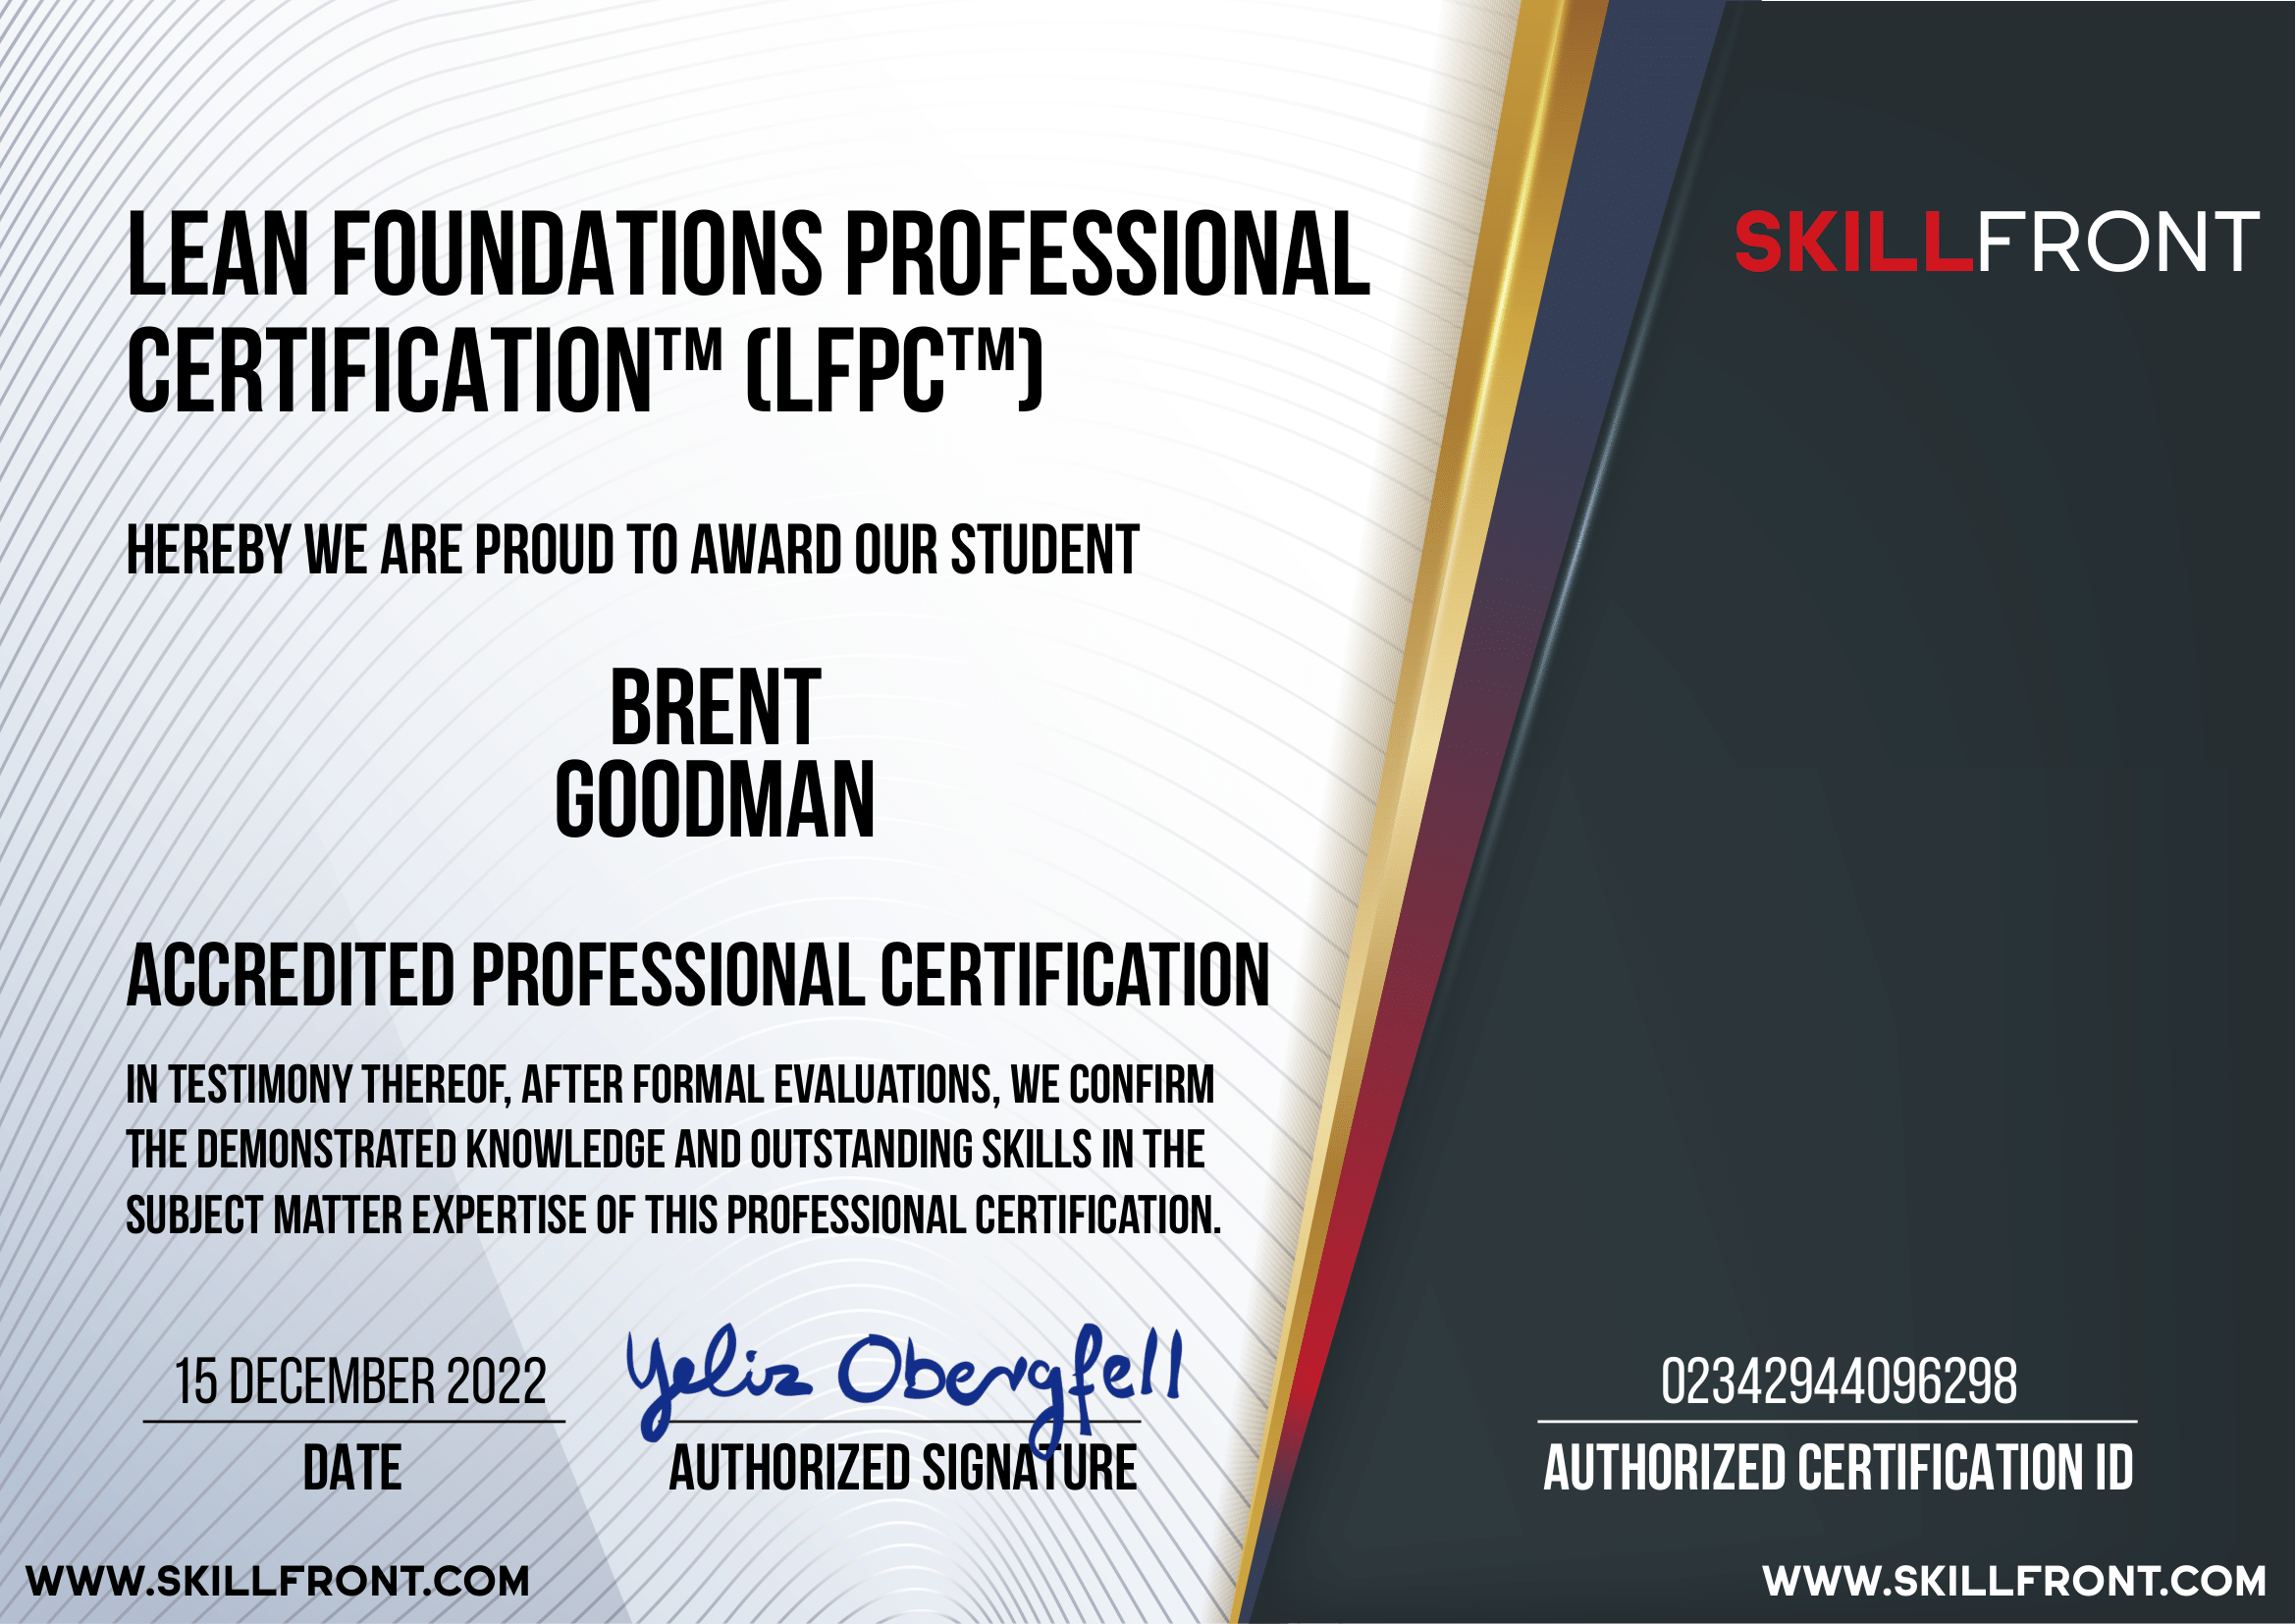 LEAN FOUNDATIONS PROFESSIONAL
CERTIFICATION™ (LFPC™)
SKILLFRONT
HEREBY WE ARE PROUD TO AWARD OUR STUDENT
BRENT
GOODMAN
ACCREDITED PROFESSIONAL CERTIFICATION
IN TESTIMONY THEREOF, AFTER FORMAL EVALUATIONS, WE CONFIRM
THE DEMONSTRATED KNOWLEDGE AND OUTSTANDING SKILLS IN THE
SUBJECT MATTER EXPERTISE OF THIS PROFESSIONAL CERTIFICATION.
15 DECEMBER 2022
DATE
Yeliz Obergfell
AUTHORIZED SIGNATURE
02342944096298
AUTHORIZED CERTIFICATION ID
WWW.SKILLFRONT.COM
WWW.SKILLFRONT.COM